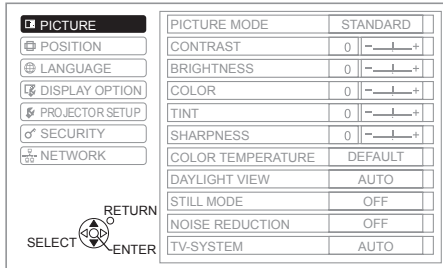 PICTURE
POSITION
LANGUAGE
DISPLAY OPTION
PROJECTOR SETUP
SECURITY
NETWORK
RETURN
SELECT
ENTER
PICTURE MODE STANDARD
CONTRAST 0 - +
BRIGHTNESS 0 - +
COLOR 0 - +
TINT 0 - +
SHARPNESS 0 - +
COLOR TEMPERATURE DEFAULT
DAYLIGHT VIEW AUTO
STILL MODE OFF
NOISE REDUCTION OFF
TV-SYSTEM AUTO